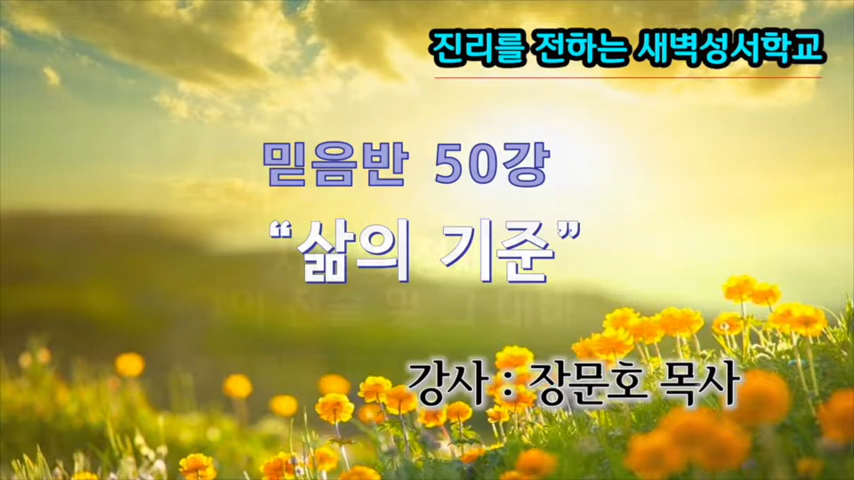 진리를 전하는 새벽성서학교
믿음반 50강
“삶의 기준”
강사 : 장문호 목사